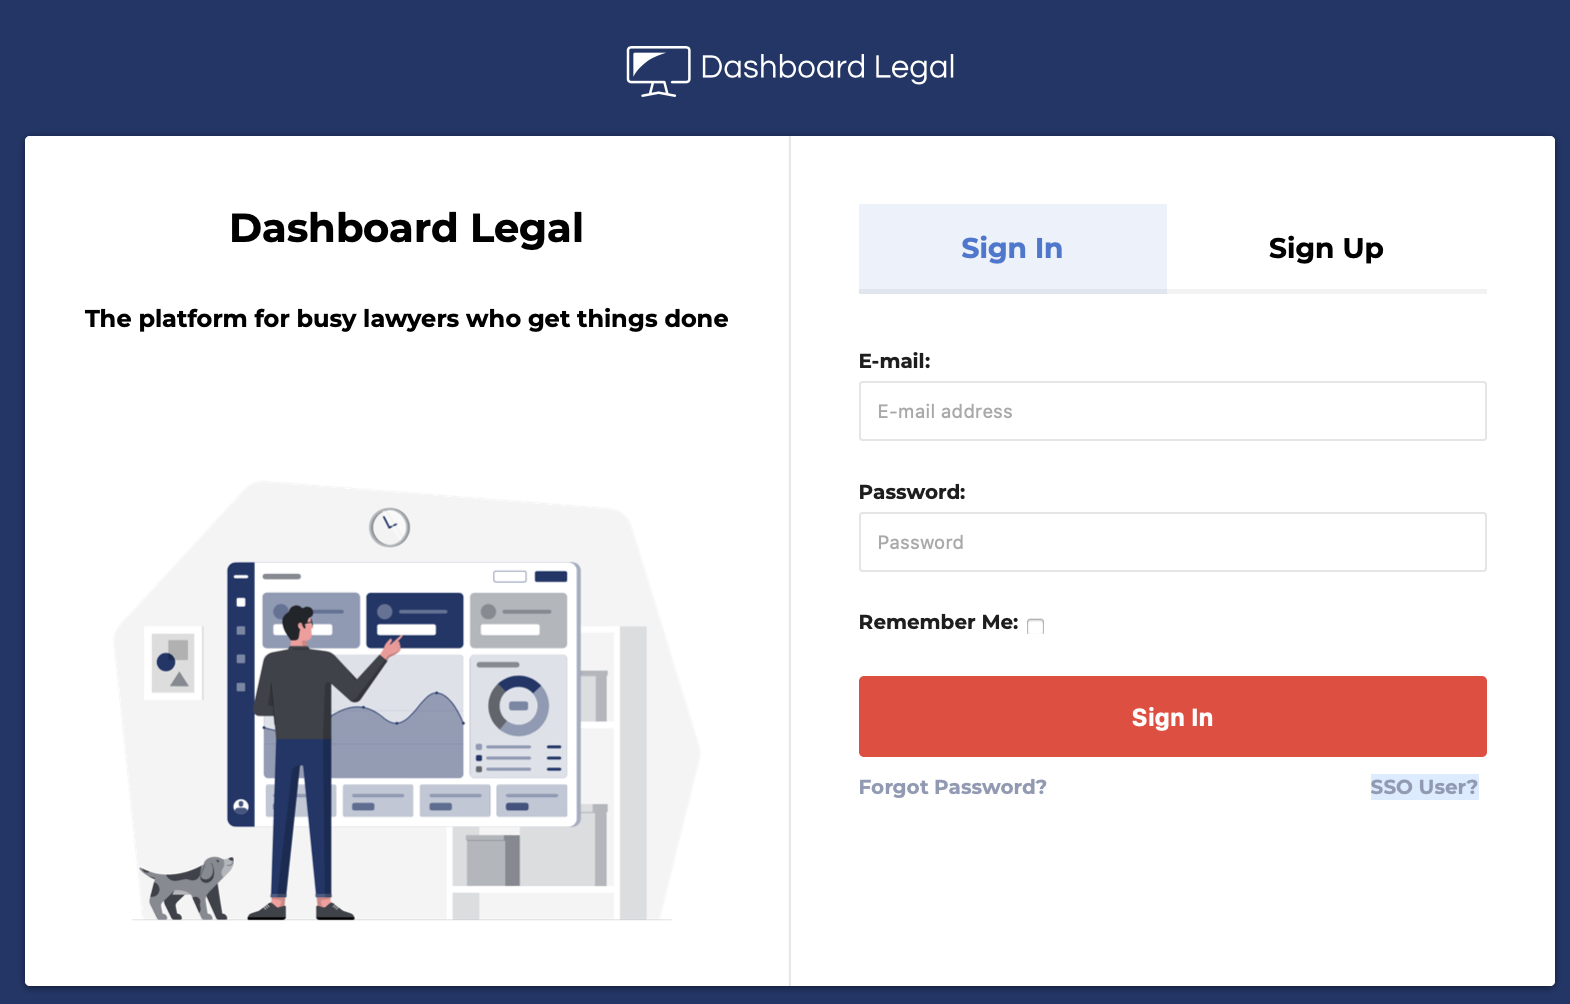 Dashboard Legal
Dashboard Legal
The platform for busy lawyers who get things done
Sign In
Sign Up
E-mail:
E-mail address
Password:
Password
Remember Me:
Sign In
Forgot Password?
SSO User?